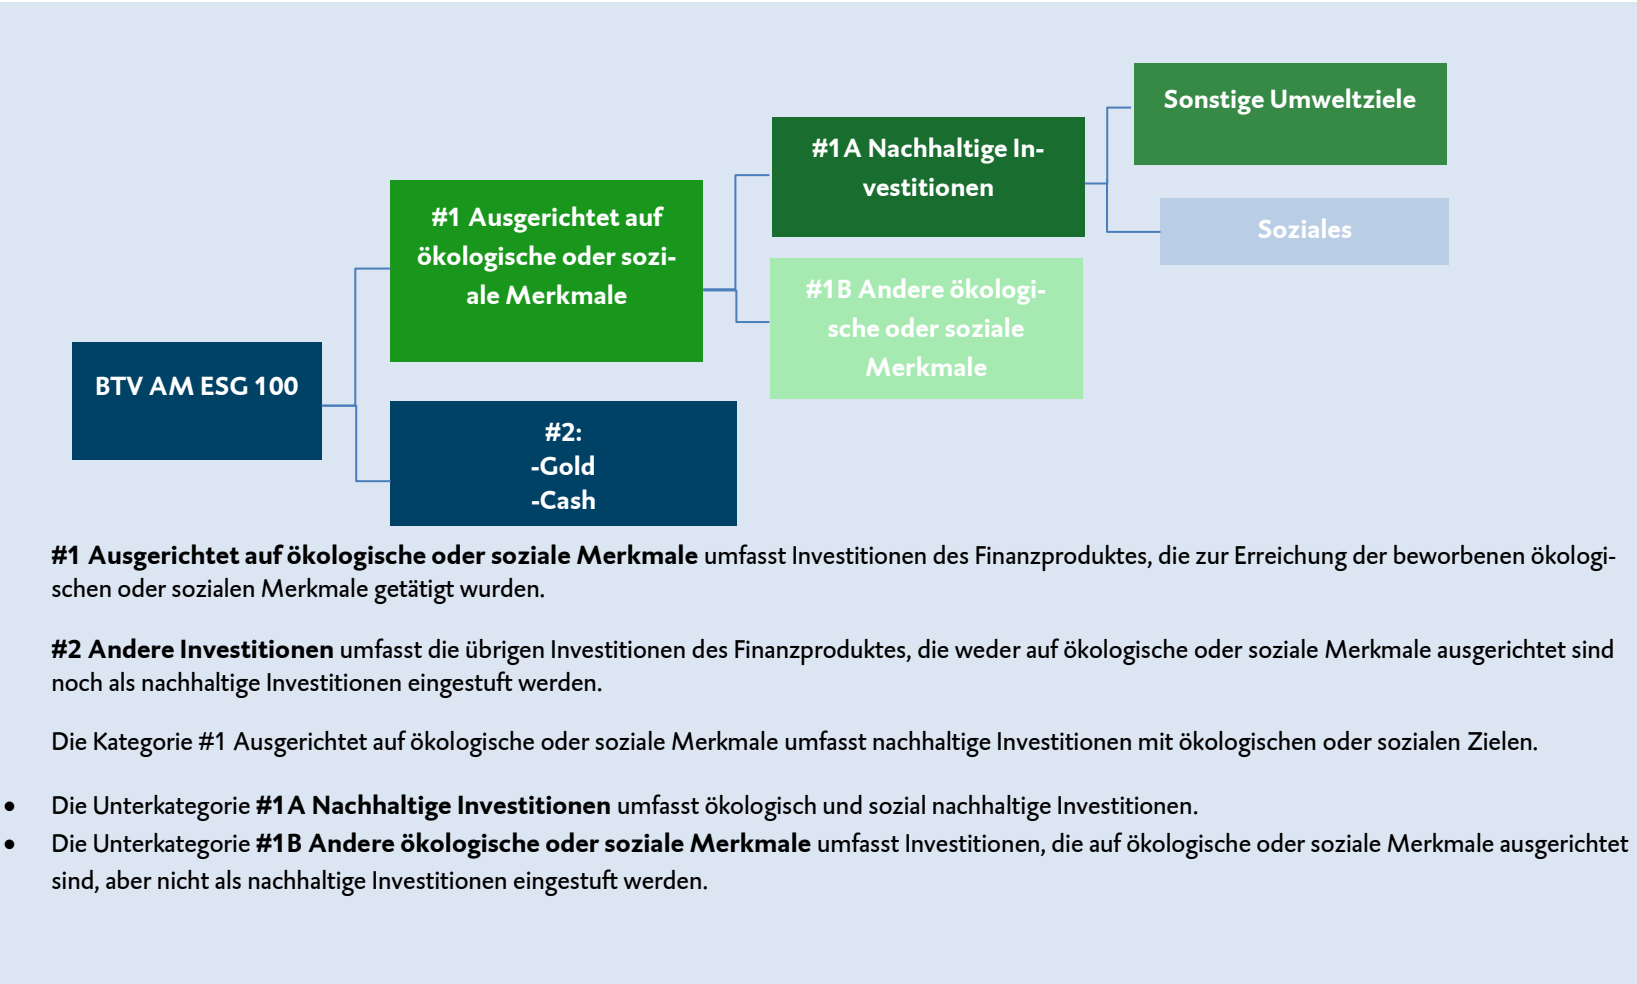 Sonstige Umweltziele
#1A Nachhaltige In-
vestitionen
#1 Ausgerichtet auf
ökologische oder sozi-
ale Merkmale
Soziales
#1B Andere ökologi-
sche oder soziale
Merkmale
BTV AM ESG 100
#2:
-Gold
-Cash
#1 Ausgerichtet auf ökologische oder soziale Merkmale umfasst Investitionen des Finanzproduktes, die zur Erreichung der beworbenen ökologi-
schen oder sozialen Merkmale getätigt wurden.
#2 Andere Investitionen umfasst die übrigen Investitionen des Finanzproduktes, die weder auf ökologische oder soziale Merkmale ausgerichtet sind
noch als nachhaltige Investitionen eingestuft werden.
Die Kategorie #1 Ausgerichtet auf ökologische oder soziale Merkmale umfasst nachhaltige Investitionen mit ökologischen oder sozialen Zielen.
• Die Unterkategorie #1A Nachhaltige Investitionen umfasst ökologisch und sozial nachhaltige Investitionen.
• Die Unterkategorie #1B Andere ökologische oder soziale Merkmale umfasst Investitionen, die auf ökologische oder soziale Merkmale ausgerichtet
sind, aber nicht als nachhaltige Investitionen eingestuft werden.